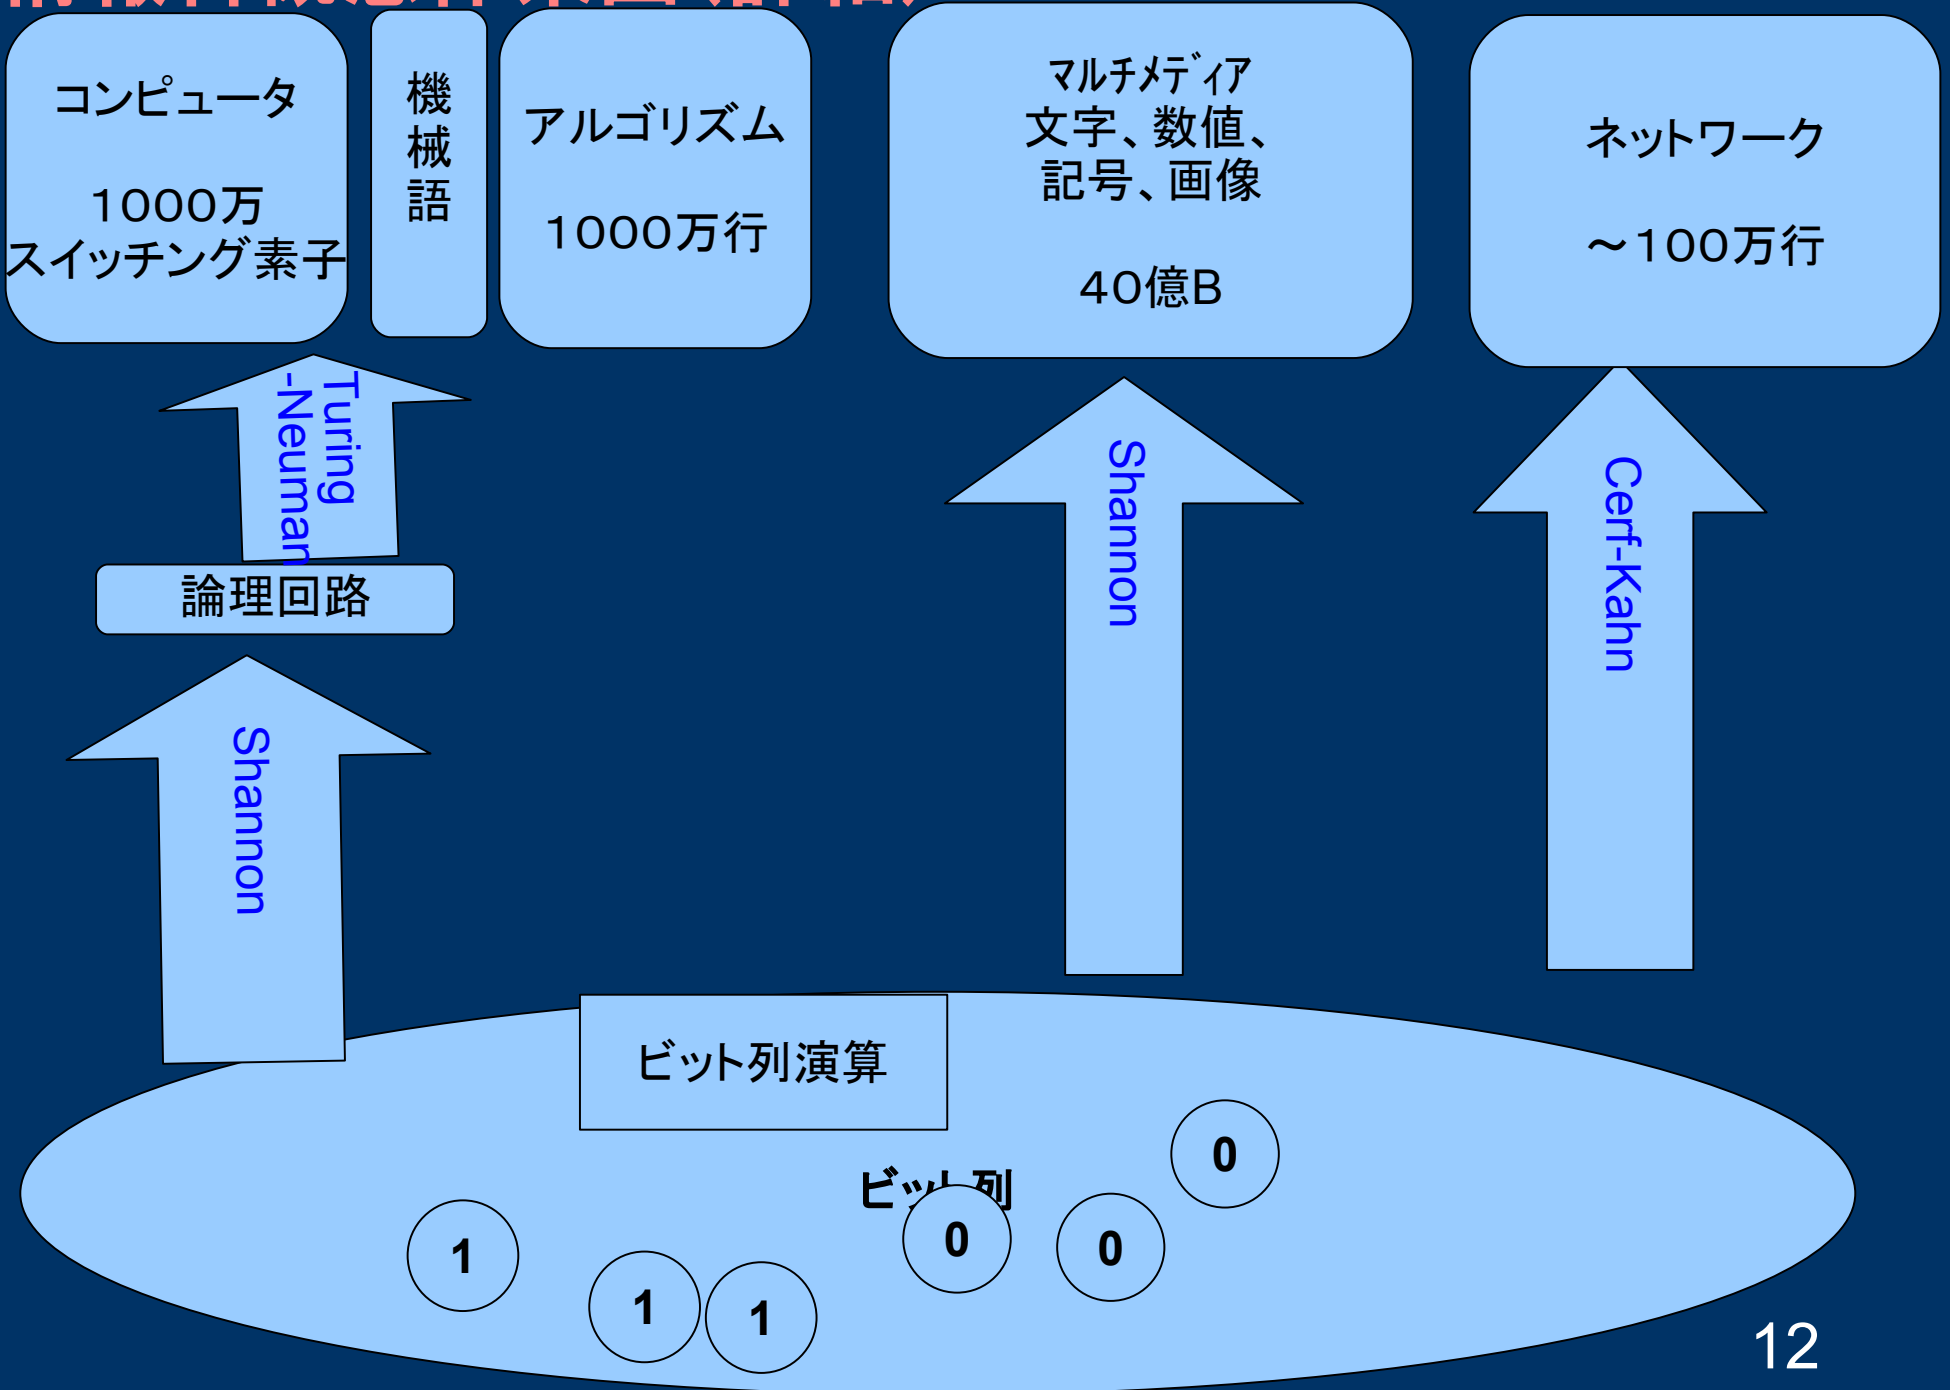 コンピュータ
1000万
スイッチング素子
機械語
アルゴリズム
1000万行
マルチメディア
文字、数値、
記号、画像
40億B
ネットワーク
～100万行
Turing
-Neuman
論理回路
Shannon
Shannon
Cerf-Kahn
ビット列演算
ビット列
0
1
0
0
1
1
12